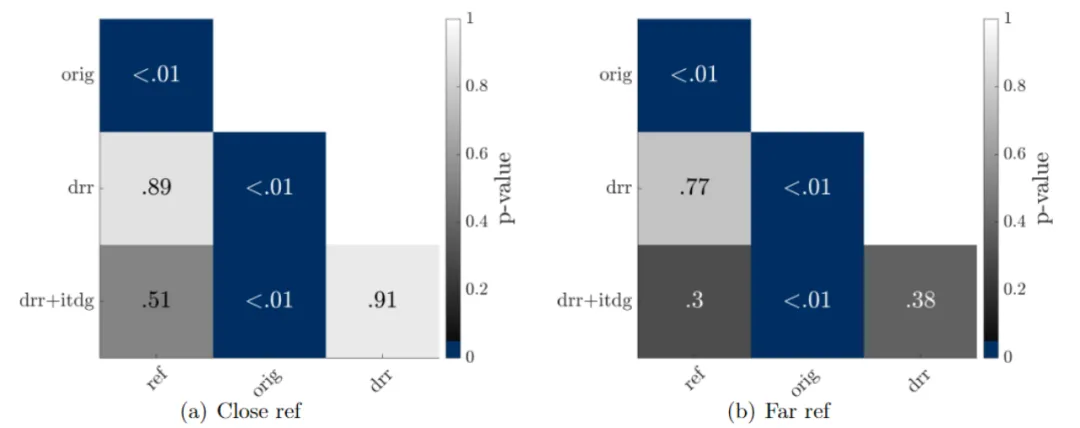 orig
drr
drr+itdg
<.01
.89
<.01
.51
<.01
.91
ref
orig
drr
1
0.8
0.6
0.4
0.2
0
p-value
(a) Close ref
orig
drr
drr+itdg
<.01
.77
<.01
.3
<.01
.38
ref
orig
drr
1
0.8
0.6
0.4
0.2
0
p-value
(b) Far ref